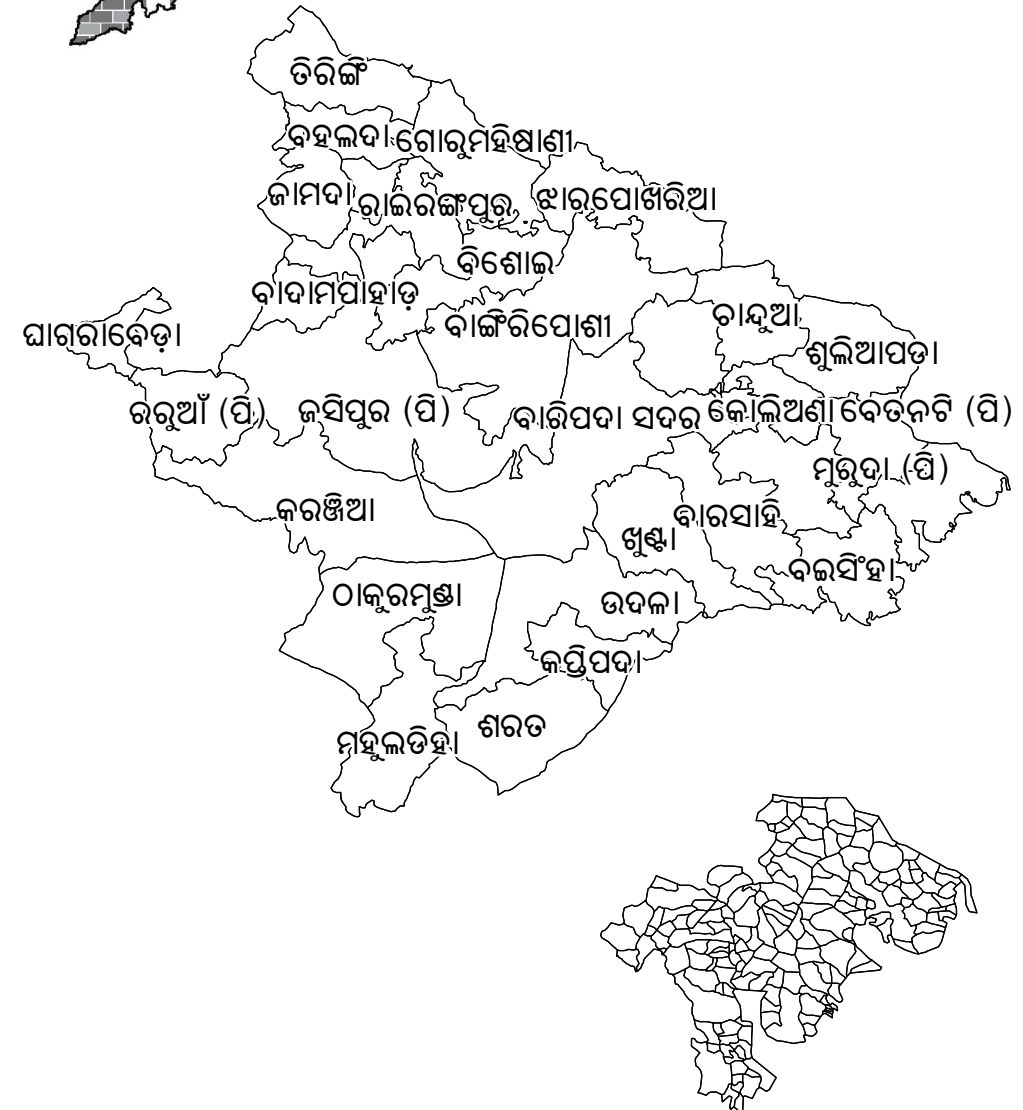 ତିରିଙ୍ଗି
ବହଲଦା
ଗୋରୁମହିଷାଣୀ
ଜାମଦା
ରାଇରଙ୍ଗପୁର
ଝାରପୋଖରିଆ
ବିଶୋଇ
ବାଦାମପାହାଡ଼
ଚାନ୍ଦୁଆ
ବାଙ୍ଗିରିପୋଶୀ
ଘାଗରାବେଡ଼ା
ଶୁଲିଆପଡା
ରରୁଆଁ (ପି)
ଜସିପୁର (ପି)
ବାରିପଦା ସଦର
କୋଲିଅଣା
ବେତନଟି (ପି)
ମୁରୁଦା (ପି)
କରଞ୍ଜିଆ
ବାରସାହି
ଖୁଣ୍ଟା
ବଇସିଂହା
ଠାକୁରମୁଣ୍ଡା
ଉଦଳା
କପ୍ତିପଦା
ଶରତ
ମହୁଲଡିହା